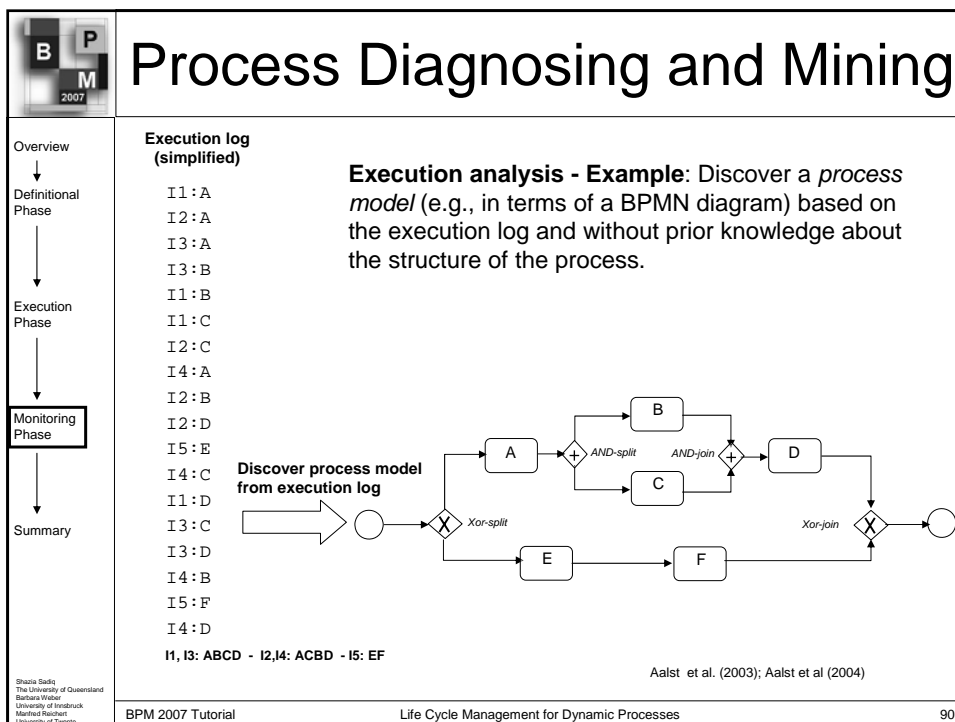 B P
M
2007
Process Diagnosing and Mining
Overview
Definitional
Phase
Execution
Phase
Monitoring
Phase
Summary
Execution log
(simplified)
I1:A
I2:A
I3:A
I3:B
I1:B
I1:C
I2:C
I4:A
I2:B
I2:D
I5:E
I4:C
I1:D
I3:C
I3:D
I4:B
I5:F
I4:D
I1, I3: ABCD - I2,I4: ACBD - I5: EF
Execution analysis - Example: Discover a process
model (e.g., in terms of a BPMN diagram) based on
the execution log and without prior knowledge about
the structure of the process.
Discover process model
from execution log
X
Xor-split
A
+
AND-split
B
C
AND-join
+
D
E
F
Xor-join
X
Aalst et al. (2003); Aalst et al (2004)
Shazia Sadiq
The University of Queensland
Barbara Weber
University of Innsbruck
Manfred Reichert
University of Twente
BPM 2007 Tutorial
Life Cycle Management for Dynamic Processes
90